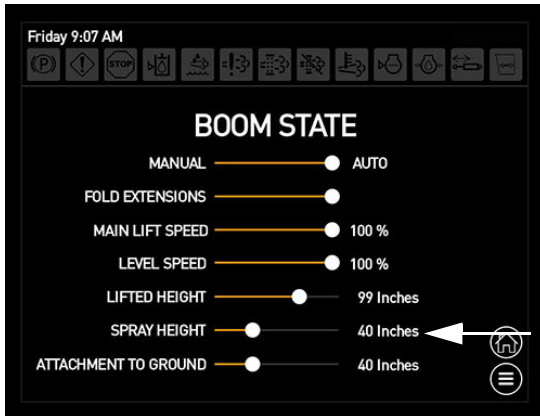 Friday 9:07 AM
STOP
BOOM STATE
MANUAL AUTO
FOLD EXTENSIONS
MAIN LIFT SPEED 100 %
LEVEL SPEED 100 %
LIFTED HEIGHT 99 Inches
SPRAY HEIGHT 40 Inches
ATTACHMENT TO GROUND 40 Inches